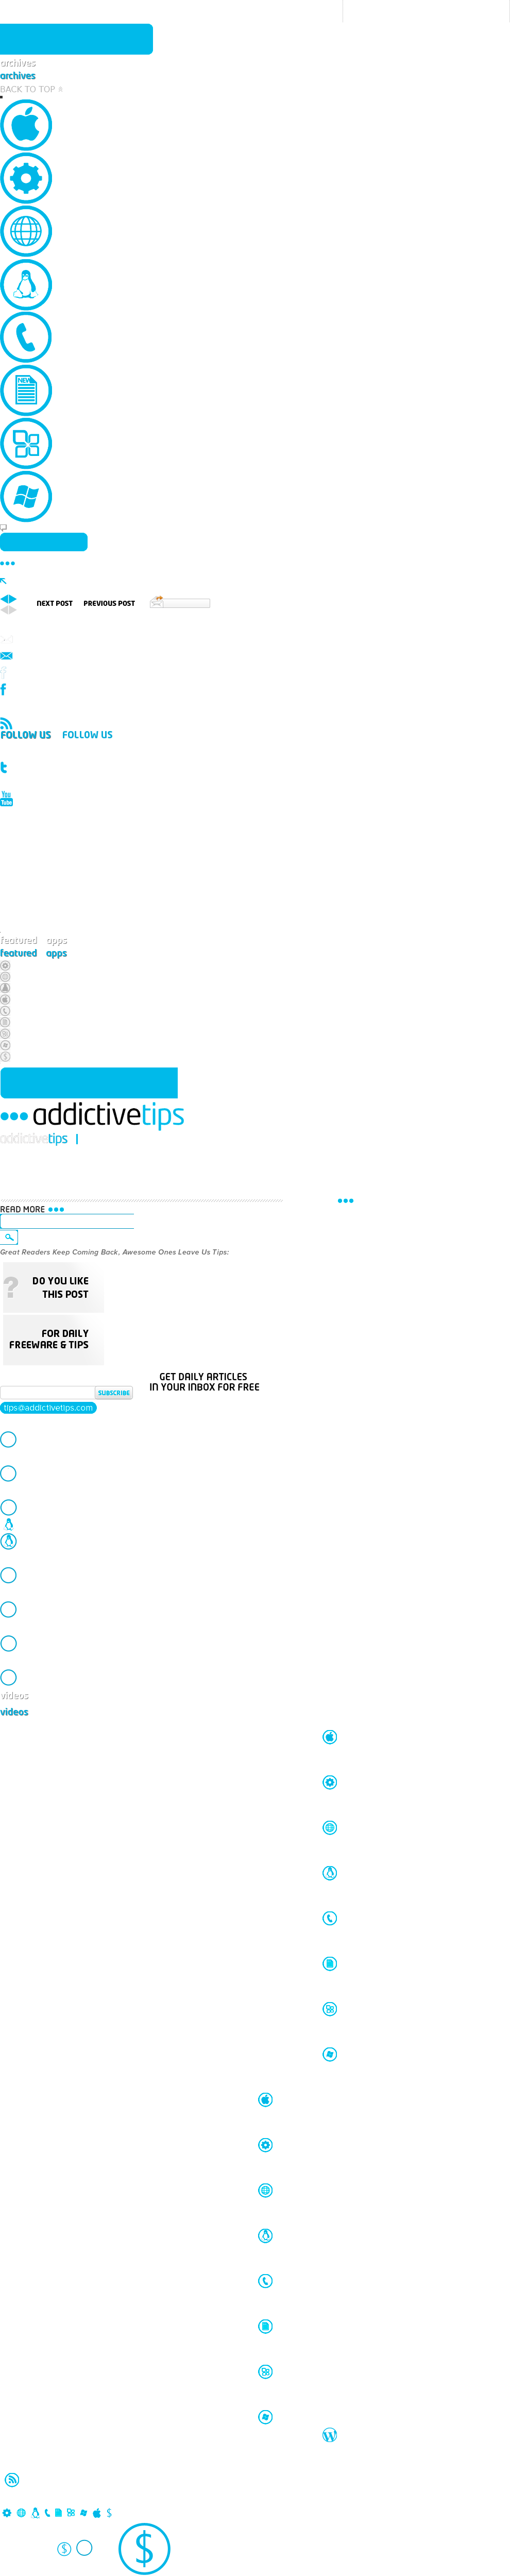 archives
archives
BACK TO TOP
NEW
NEXT POST PREVIOUS POST
FOLLOW US FOLLOW US
t
You
Tube
featured apps
featured apps
addictivetips
addictivetips
READ MORE
Great Readers Keep Coming Back, Awesome Ones Leave Us Tips:
? DO YOU LIKE
THIS POST
FOR DAILY
FREEWARE & TIPS
GET DAILY ARTICLES
IN YOUR INBOX FOR FREE
SUBSCRIBE
tips@addictivetips.com
videos
videos